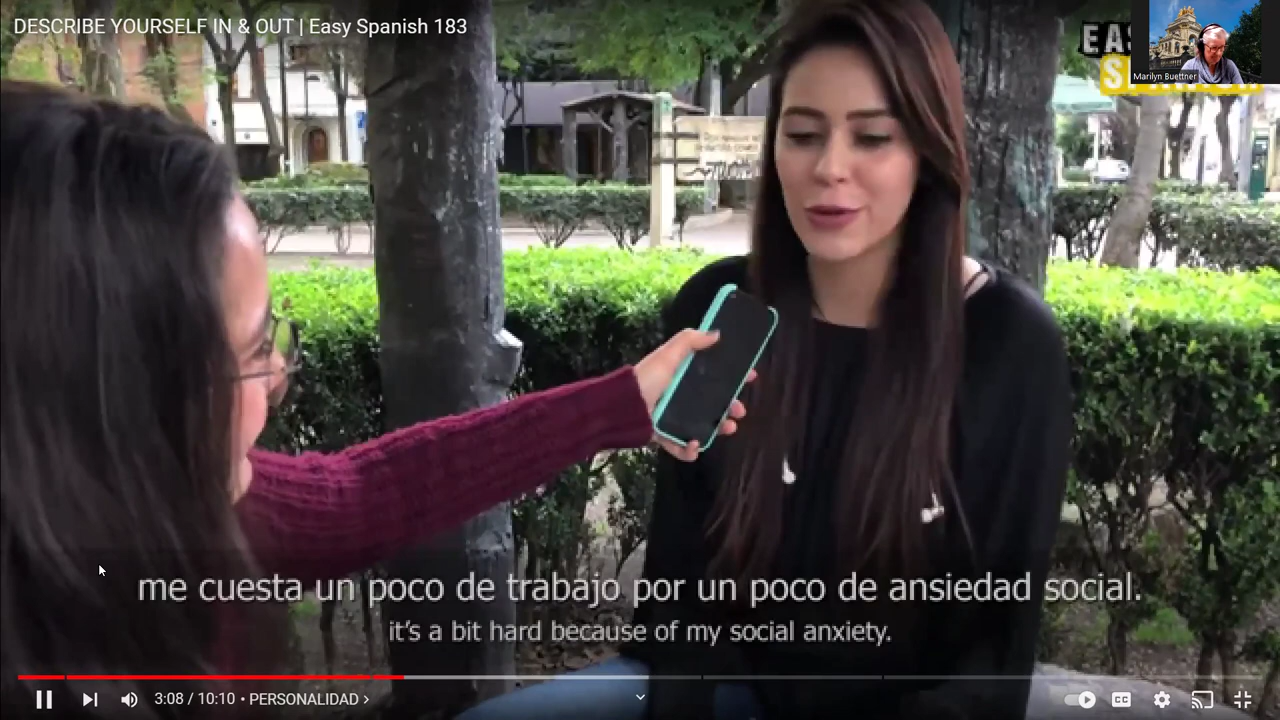 DESCRIBE YOURSELF IN & OUT | Easy Spanish 183
Marilyn Buettner
me cuesta un poco de trabajo por un poco de ansiedad social.
it's a bit hard because of my social anxiety.
3:08 / 10:10 • PERSONALIDAD ›
CC